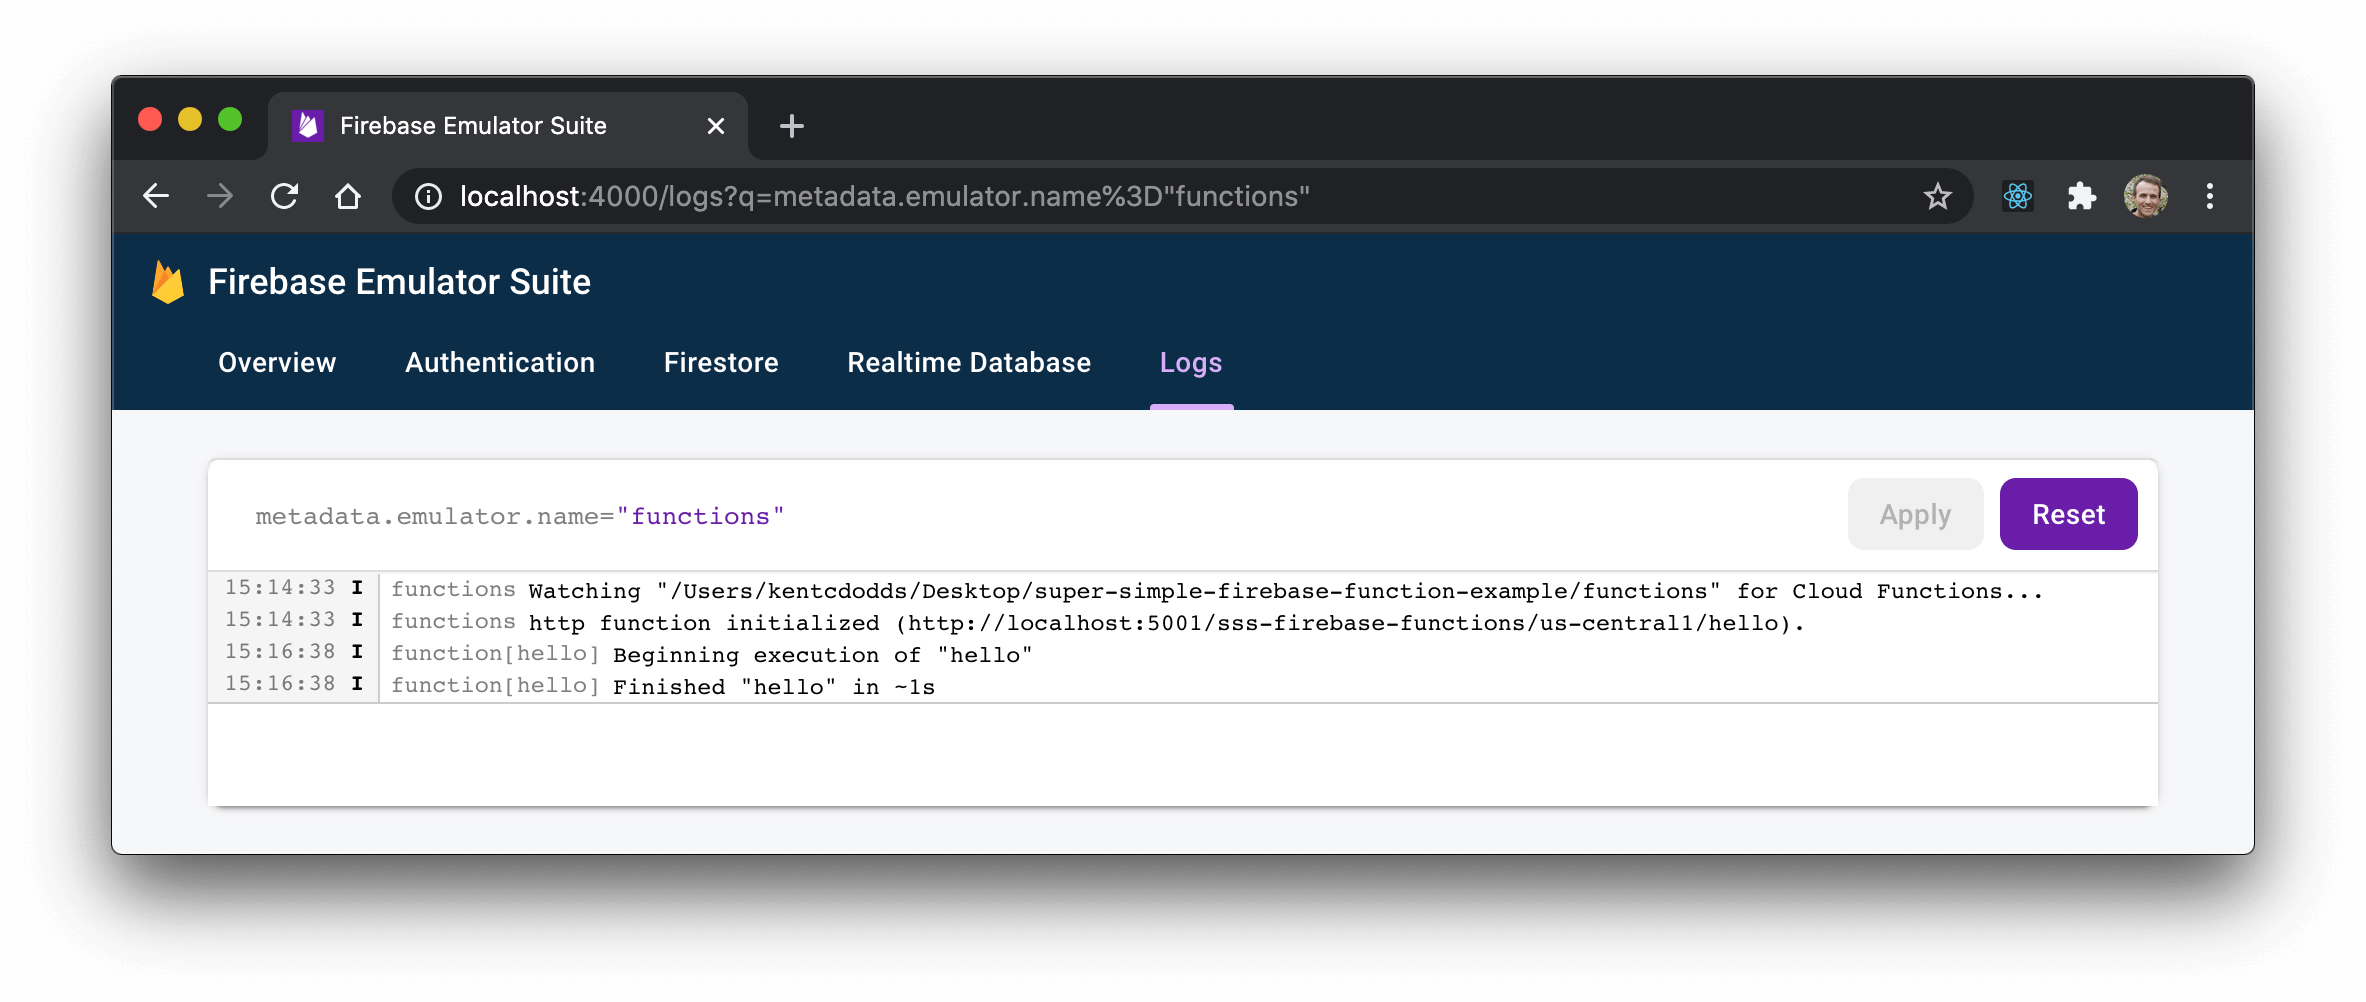 Firebase Emulator Suite
localhost:4000/logs?q=metadata.emulator.name%3D"functions"
Firebase Emulator Suite
Overview Authentication Firestore Realtime Database Logs
metadata.emulator.name="functions" Apply Reset
15:14:33 I functions Watching "/Users/kentcdodds/Desktop/super-simple-firebase-function-example/functions" for Cloud Functions...
15:14:33 I functions http function initialized (http://localhost:5001/sss-firebase-functions/us-central1/hello).
15:16:38 I function[hello] Beginning execution of "hello"
15:16:38 I function[hello] Finished "hello" in ~1s